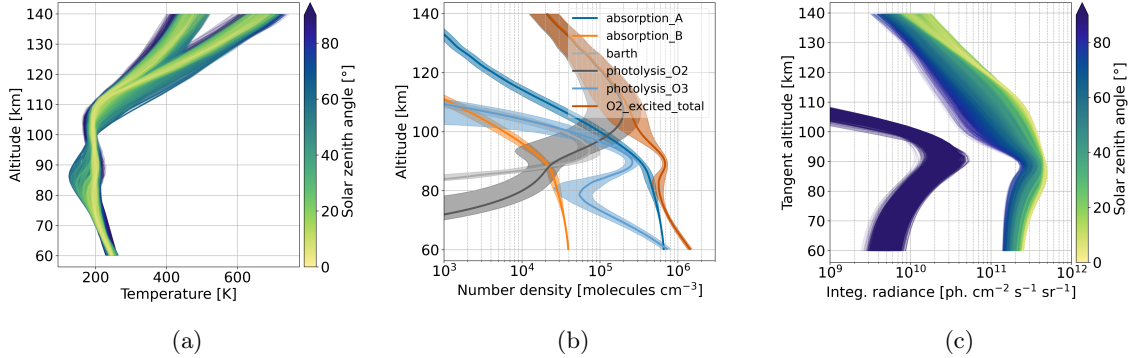 140
130
120
110
100
90
80
70
60
200
400
600
Temperature [K]
Altitude [km]
80
60
40
20
0
Solar zenith angle [°]
(a)
140
120
100
80
60
10³
10⁴
10⁵
10⁶
Number density [molecules cm⁻³]
Altitude [km]
absorption_A
absorption_B
barth
photolysis_O2
photolysis_O3
O2_excited_total
(b)
140
130
120
110
100
90
80
70
60
10⁹
10¹⁰
10¹¹
10¹²
Integ. radiance [ph. cm⁻² s⁻¹ sr⁻¹]
Tangent altitude [km]
80
60
40
20
0
Solar zenith angle [°]
(c)